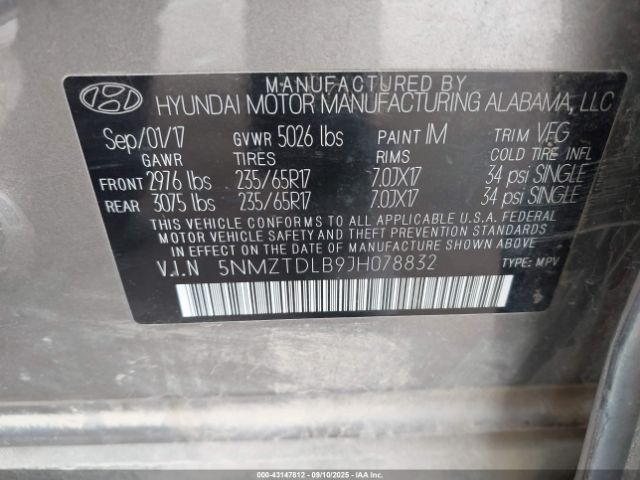 MANUFACTURED BY
HYUNDAI MOTOR MANUFACTURING ALABAMA, LLC
Sep/01/17 GVWR 5026 lbs PAINT IM TRIM VFG
GAWR TIRES RIMS COLD TIRE INFL
FRONT 2976 lbs 235/65R17 7.0JX17 34 psi SINGLE
REAR 3075 lbs 235/65R17 7.0JX17 34 psi SINGLE
THIS VEHICLE CONFORMS TO ALL APPLICABLE U.S.A. FEDERAL
MOTOR VEHICLE SAFETY AND THEFT PREVENTION STANDARDS
IN EFFECT ON THE DATE OF MANUFACTURE SHOWN ABOVE.
V.I.N 5NMZTDLB9JH078832 TYPE: MPV
000-43147812 - 09/10/2025 - COPYRIGHT IAA, LLC.